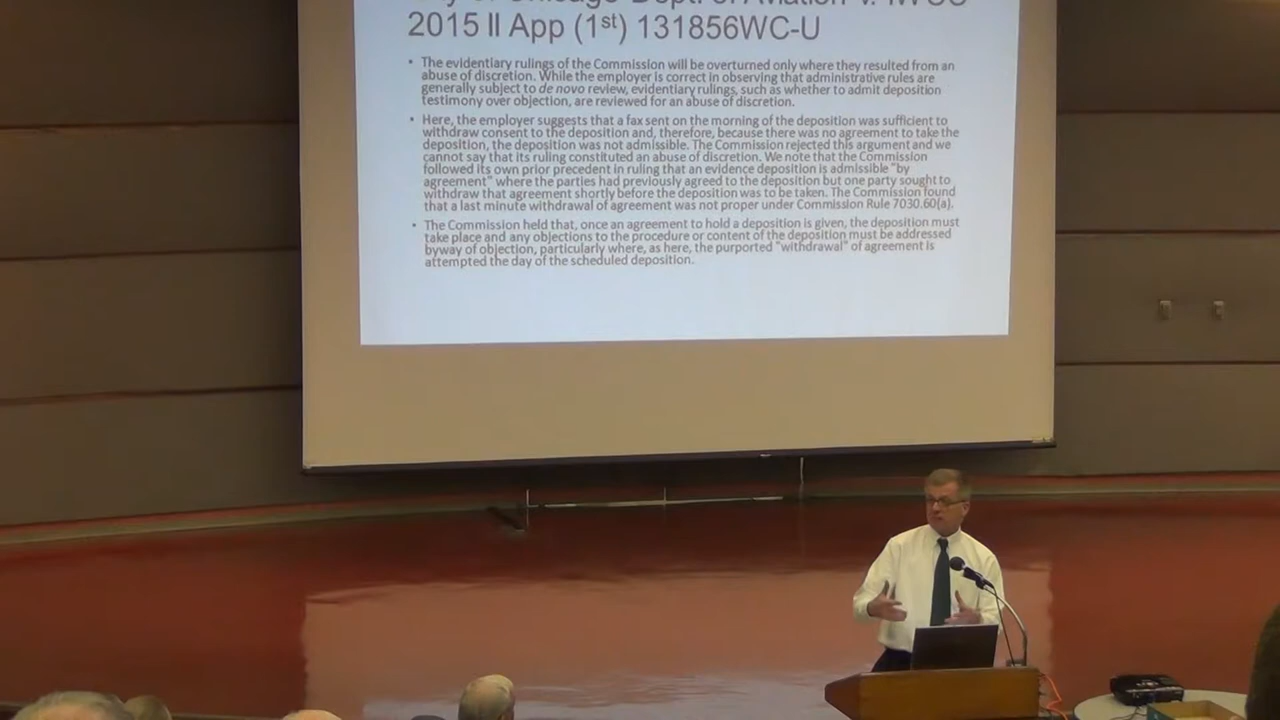 City of Chicago Dept. of Aviation v. IWCC
2015 Il App (1st) 131856WC-U
• The evidentiary rulings of the Commission will be overturned only where they resulted from an
abuse of discretion. While the employer is correct in observing that administrative rules are
generally subject to de novo review, evidentiary rulings, such as whether to admit deposition
testimony over objection, are reviewed for an abuse of discretion.
• Here, the employer suggests that a fax sent on the morning of the deposition was sufficient to
withdraw consent to the deposition and, therefore, because there was no agreement to take the
deposition, the deposition was not admissible. The Commission rejected this argument and we
cannot say that its ruling constituted an abuse of discretion. We note that the Commission
followed its own prior precedent in ruling that an evidence deposition is admissible "by
agreement" where the parties had previously agreed to the deposition but one party sought to
withdraw that agreement shortly before the deposition was to be taken. The Commission found
that a last minute withdrawal of agreement was not proper under Commission Rule 7030.60(a).
• The Commission held that, once an agreement to hold a deposition is given, the deposition must
take place and any objections to the procedure or content of the deposition must be addressed
byway of objection, particularly where, as here, the purported "withdrawal" of agreement is
attempted the day of the scheduled deposition.